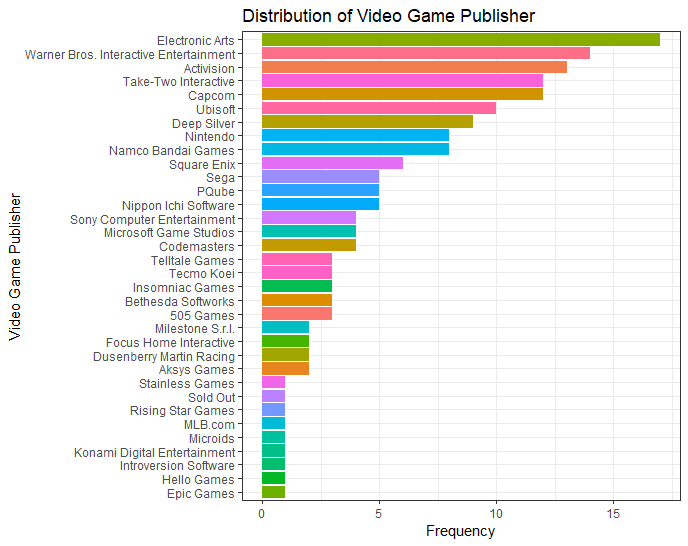 Distribution of Video Game Publisher
Electronic Arts
Warner Bros. Interactive Entertainment
Activision
Take-Two Interactive
Capcom
Ubisoft
Deep Silver
Nintendo
Namco Bandai Games
Square Enix
Sega
PQube
Nippon Ichi Software
Sony Computer Entertainment
Microsoft Game Studios
Codemasters
Telltale Games
Tecmo Koei
Insomniac Games
Bethesda Softworks
505 Games
Milestone S.r.l.
Focus Home Interactive
Dusenberry Martin Racing
Aksys Games
Stainless Games
Sold Out
Rising Star Games
MLB.com
Microids
Konami Digital Entertainment
Introversion Software
Hello Games
Epic Games
Video Game Publisher
0 5 10 15
Frequency